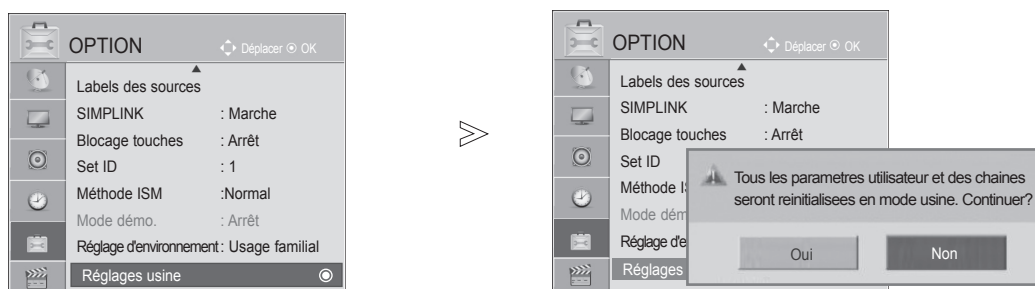 OPTION
Déplacer OK
Labels des sources
SIMPLINK : Marche
Blocage touches : Arrêt
Set ID : 1
Méthode ISM :Normal
Mode démo. : Arrêt
Réglage d'environnement : Usage familial
Réglages usine
OPTION
Déplacer OK
Labels des sources
SIMPLINK : Marche
Blocage touches : Arrêt
Set ID
Méthode I
Mode dém
Réglage d'e
Réglages
Tous les parametres utilisateur et des chaines
seront reinitialisees en mode usine. Continuer?
Oui
Non